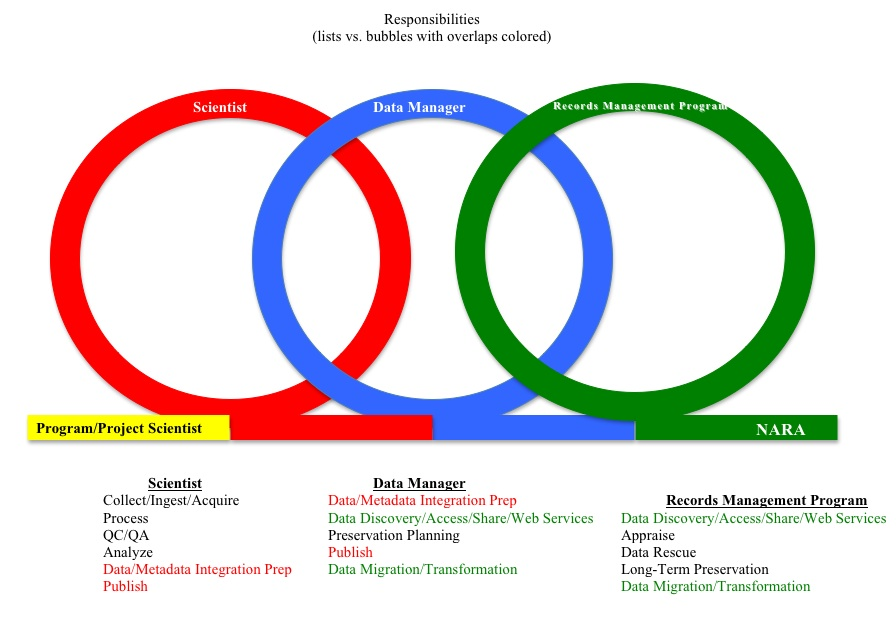 Responsibilities
(lists vs. bubbles with overlaps colored)
Scientist
Data Manager
Records Management Program
Program/Project Scientist
NARA
Scientist
Collect/Ingest/Acquire
Process
QC/QA
Analyze
Data/Metadata Integration Prep
Publish
Data Manager
Data/Metadata Integration Prep
Data Discovery/Access/Share/Web Services
Preservation Planning
Publish
Data Migration/Transformation
Records Management Program
Data Discovery/Access/Share/Web Services
Appraise
Data Rescue
Long-Term Preservation
Data Migration/Transformation